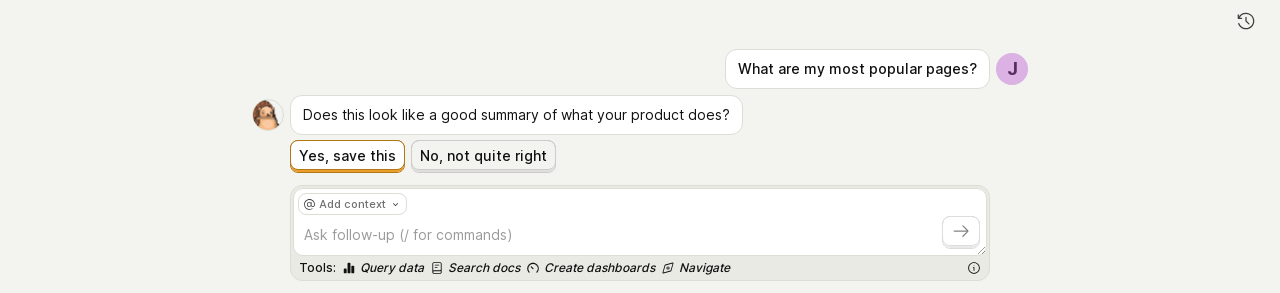 What are my most popular pages?
J
Does this look like a good summary of what your product does?
Yes, save this
No, not quite right
@ Add context
Ask follow-up (/ for commands)
Tools: Query data Search docs Create dashboards Navigate